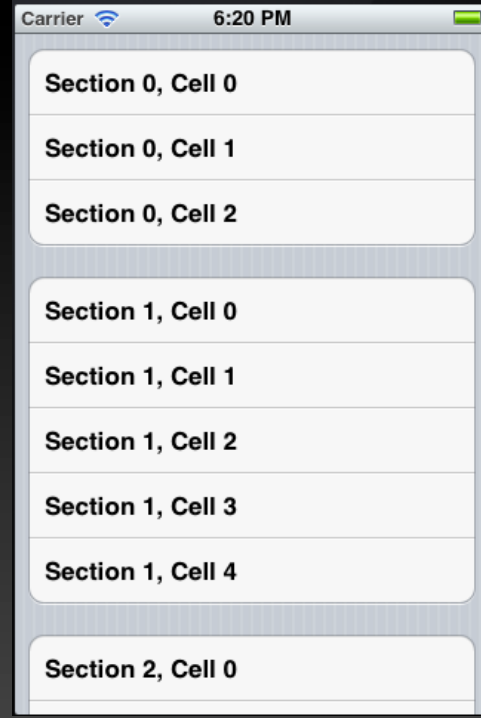 Carrier 6:20 PM
Section 0, Cell 0
Section 0, Cell 1
Section 0, Cell 2
Section 1, Cell 0
Section 1, Cell 1
Section 1, Cell 2
Section 1, Cell 3
Section 1, Cell 4
Section 2, Cell 0